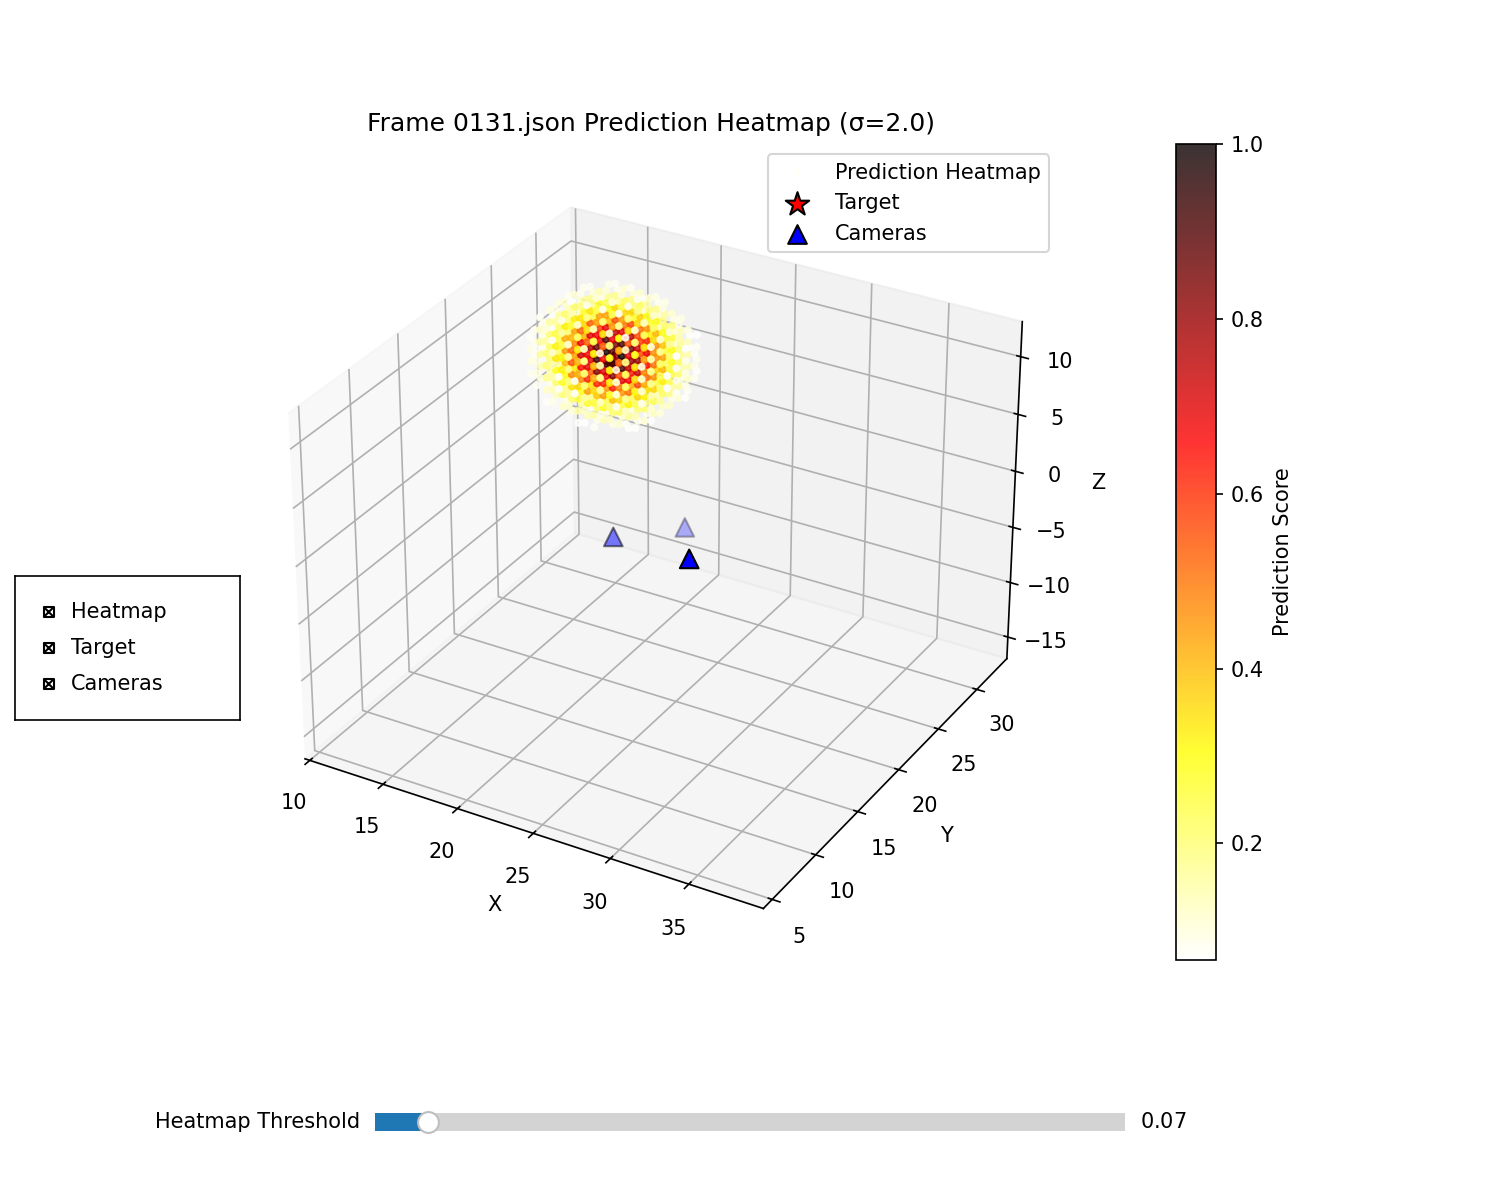 Frame 0131.json Prediction Heatmap (σ=2.0)
Prediction Heatmap
Target
Cameras
1.0
0.8
0.6
0.4
0.2
Prediction Score
10
5
0
−5
−10
−15
Z
30
25
20
15
10
5
Y
10
15
20
25
30
35
X
Heatmap
Target
Cameras
Heatmap Threshold
0.07